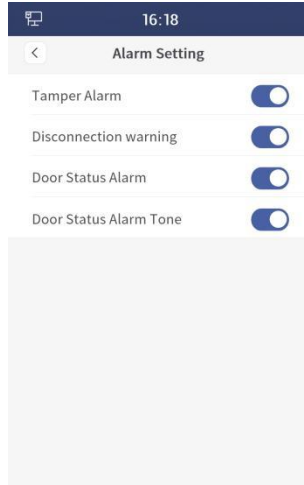 16:18
Alarm Setting
Tamper Alarm
Disconnection warning
Door Status Alarm
Door Status Alarm Tone